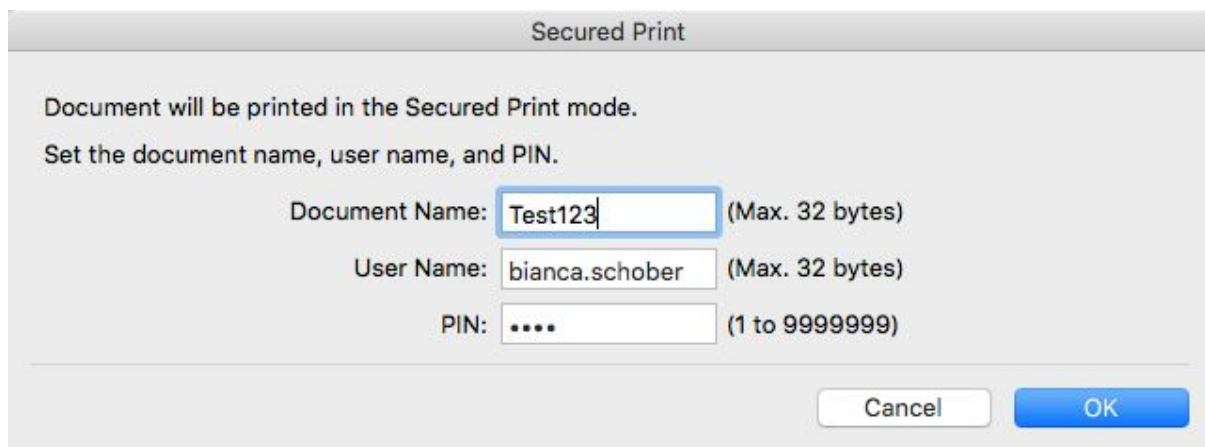 Secured Print
Document will be printed in the Secured Print mode.
Set the document name, user name, and PIN.
Document Name: Test123 (Max. 32 bytes)
User Name: bianca.schober (Max. 32 bytes)
PIN: •••• (1 to 9999999)
Cancel OK